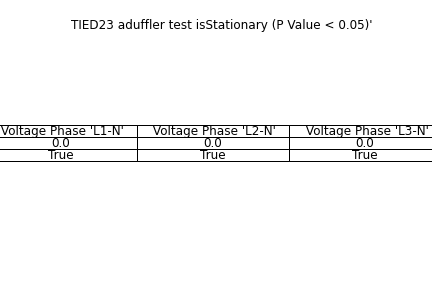 TIED23 aduffler test isStationary (P Value < 0.05)'
Voltage Phase 'L1-N' Voltage Phase 'L2-N' Voltage Phase 'L3-N'
0.0 0.0 0.0
True True True